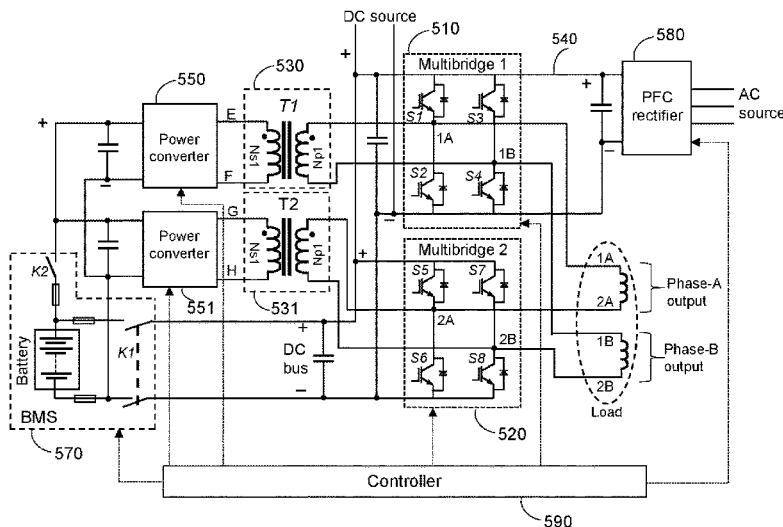 DC source
510
540
580
550
530
Multibridge 1
+
+
PFC
rectifier
AC
source
T1
S1
S3
+
E
Power
converter
Ns1
Np1
1A
1B
−
F
S2
S4
−
−
T2
G
Power
converter
Ns1
Np1
+
Multibridge 2
−
H
S5
S7
1A
Phase-A
output
K2
551
531
2A
2A
+
1B
Phase-B
output
Battery
K1
DC
bus
2B
S6
S8
−
2B
Load
BMS
570
520
Controller
590